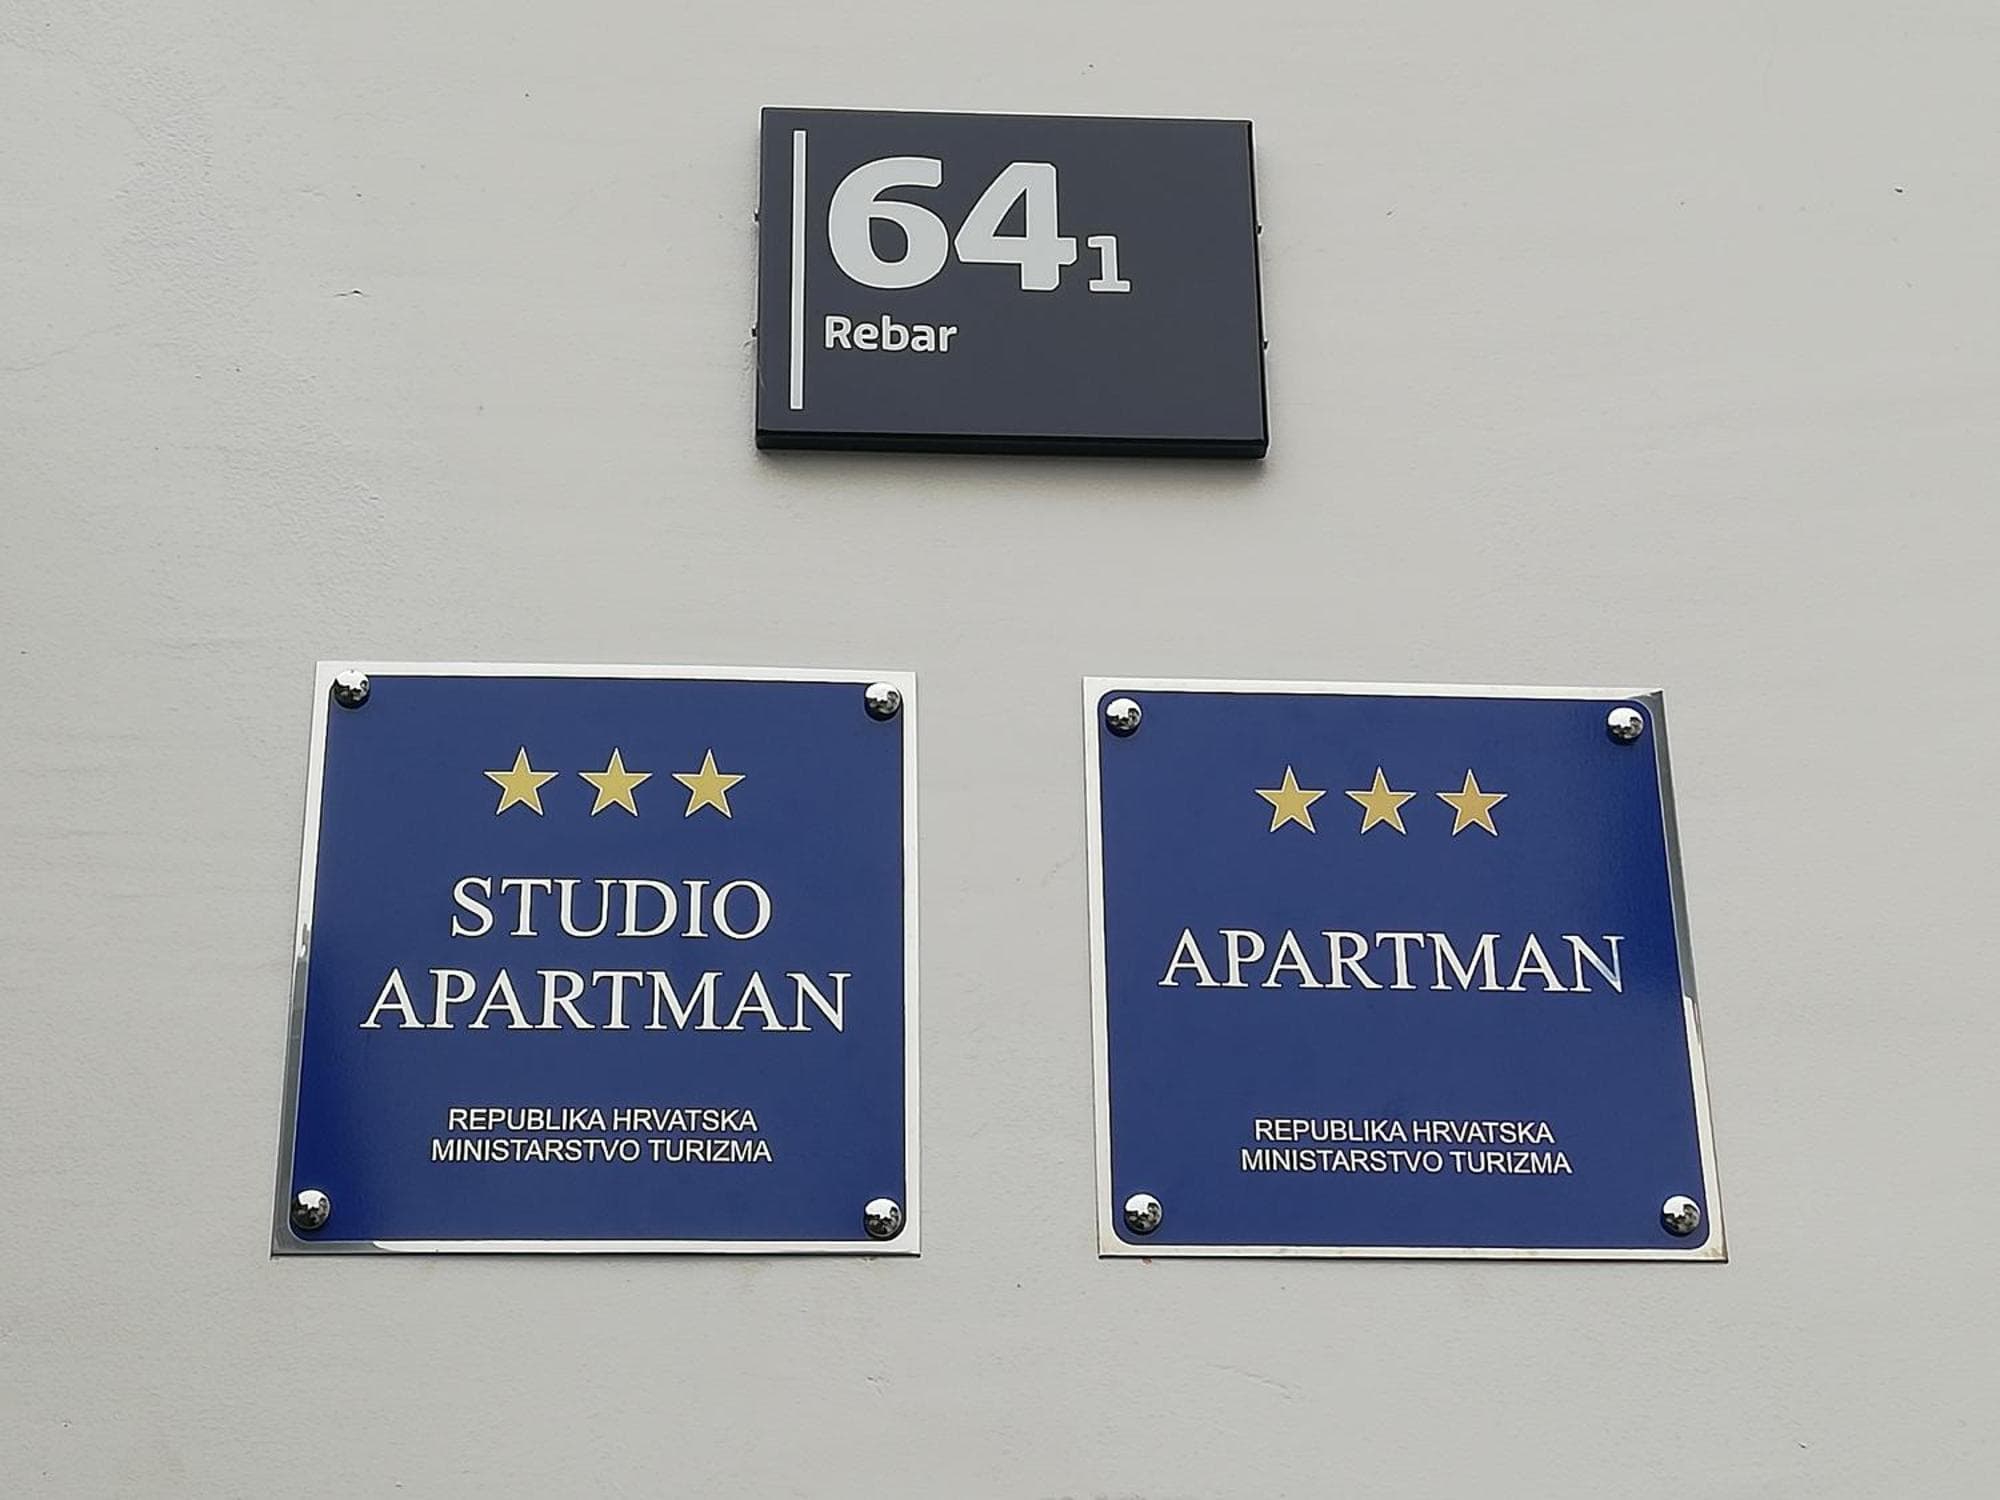 64 1
Rebar
STUDIO
APARTMAN
REPUBLIKA HRVATSKA
MINISTARSTVO TURIZMA
APARTMAN
REPUBLIKA HRVATSKA
MINISTARSTVO TURIZMA